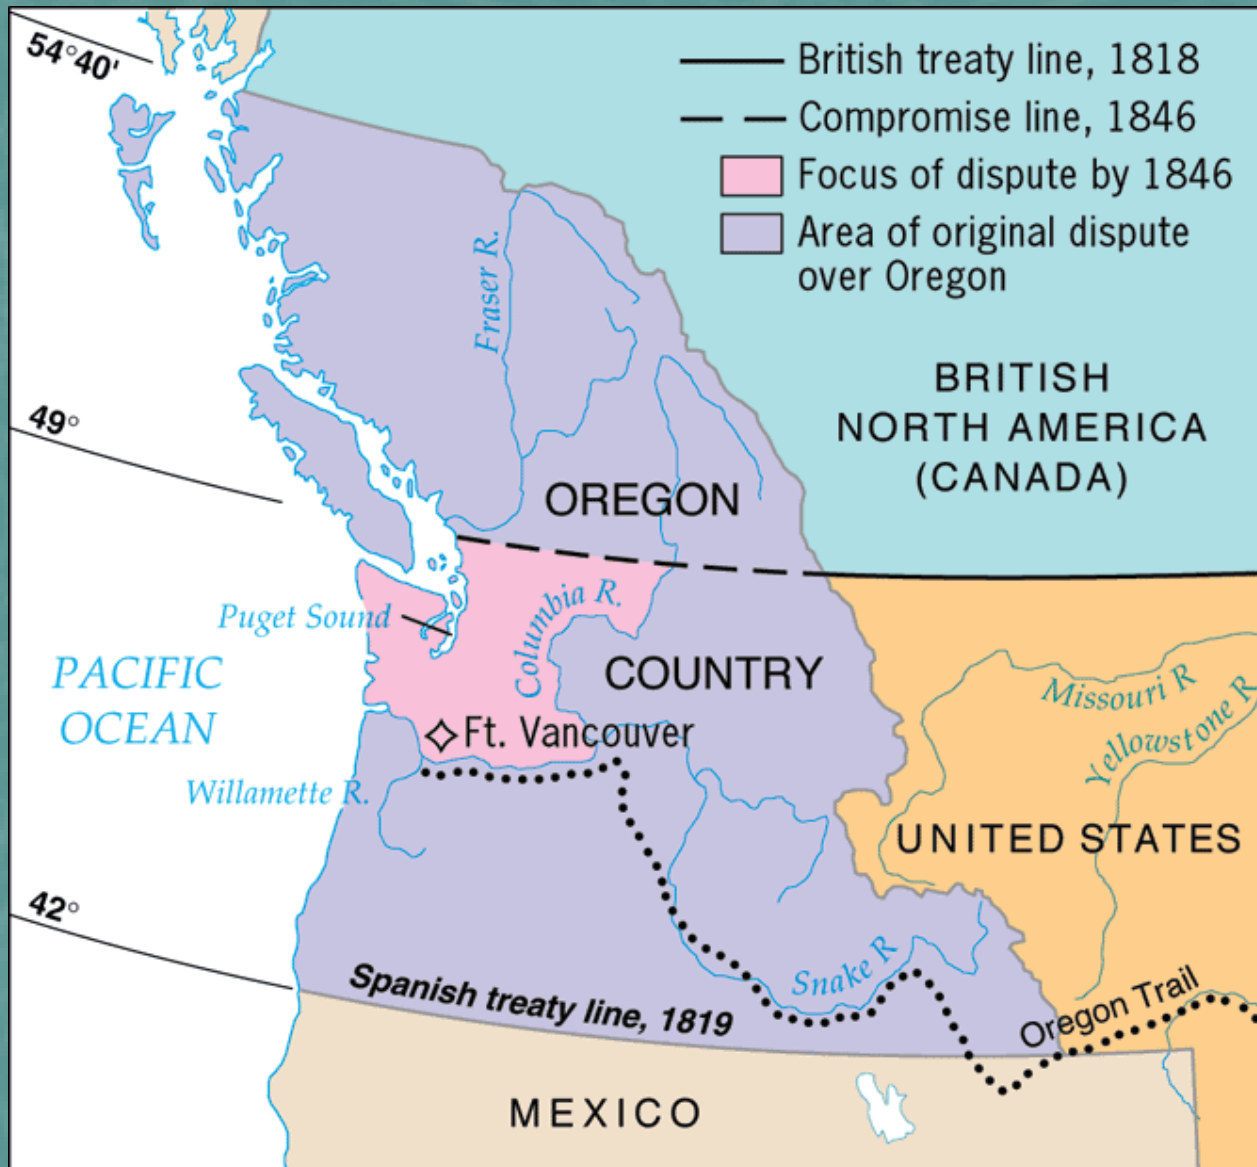 54°40'
British treaty line, 1818
Compromise line, 1846
Focus of dispute by 1846
Area of original dispute
over Oregon
Fraser R.
BRITISH
NORTH AMERICA
(CANADA)
49°
OREGON
Puget Sound
Columbia R.
COUNTRY
PACIFIC
OCEAN
Missouri R
Yellowstone R
Ft. Vancouver
Willamette R.
UNITED STATES
42°
Snake R
Spanish treaty line, 1819
Oregon Trail
MEXICO